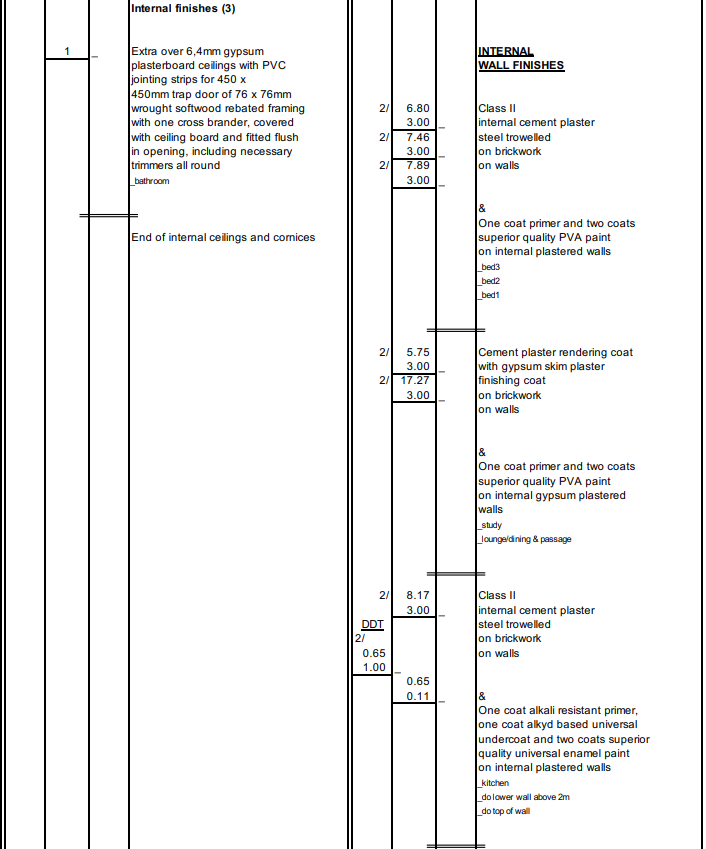 Internal finishes (3)
1
_
Extra over 6,4mm gypsum
plasterboard ceilings with PVC
jointing strips for 450 x
450mm trap door of 76 x 76mm
wrought softwood rebated framing
with one cross brander, covered
with ceiling board and fitted flush
in opening, including necessary
trimmers all round
_bathroom
End of internal ceilings and cornices
INTERNAL
WALL FINISHES
2/ 6.80 Class II
3.00 _ internal cement plaster
2/ 7.46 steel trowelled
3.00 _ on brickwork
2/ 7.89 on walls
3.00 _
&
One coat primer and two coats
superior quality PVA paint
on internal plastered walls
_bed3
_bed2
_bed1
2/ 5.75 Cement plaster rendering coat
3.00 _ with gypsum skim plaster
2/ 17.27 finishing coat
3.00 _ on brickwork
on walls
&
One coat primer and two coats
superior quality PVA paint
on internal gypsum plastered
walls
_study
_lounge/dining & passage
2/ 8.17 Class II
3.00 _ internal cement plaster
DDT steel trowelled
2/ on brickwork
0.65 on walls
1.00 _
0.65
0.11 _ &
One coat alkali resistant primer,
one coat alkyd based universal
undercoat and two coats superior
quality universal enamel paint
on internal plastered walls
_kitchen
_do lower wall above 2m
_do top of wall